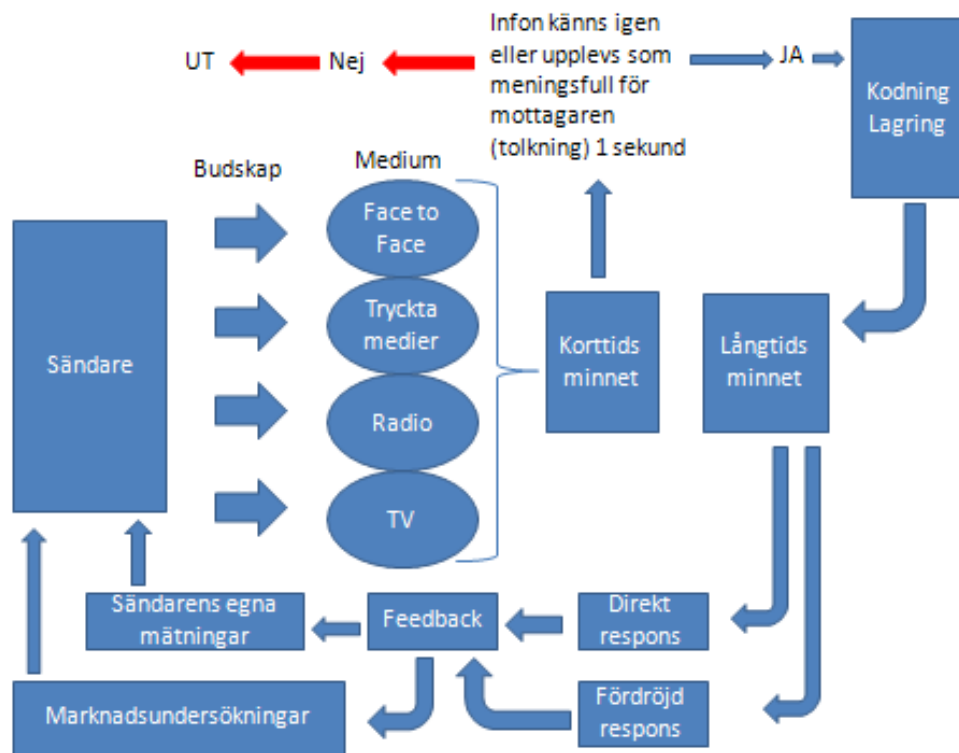 UT
Nej
Infon känns igen
eller upplevs som
meningsfull för
mottagaren
(tolkning) 1 sekund
JA
Kodning
Lagring
Budskap
Medium
Sändare
Face to
Face
Tryckta
medier
Radio
TV
Korttids
minnet
Långtids
minnet
Sändarens egna
mätningar
Feedback
Direkt
respons
Marknadsundersökningar
Fördröjd
respons